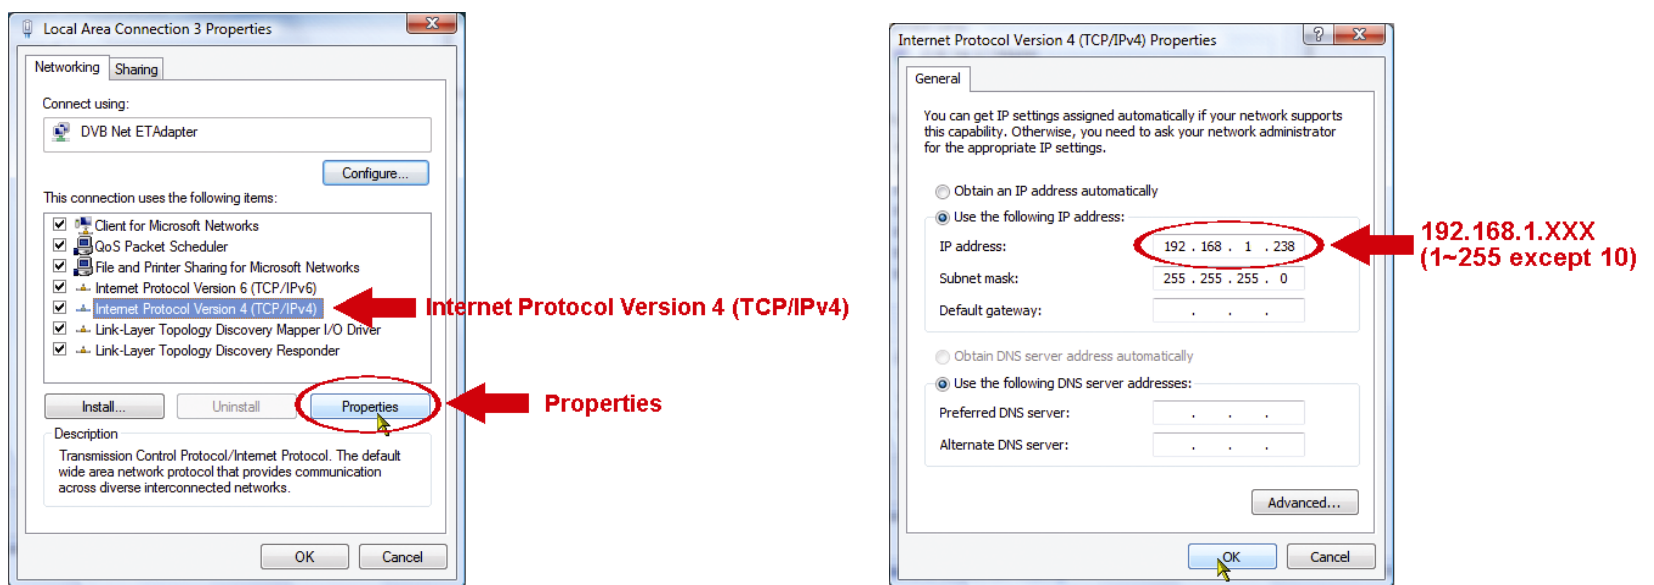 Local Area Connection 3 Properties
Networking
Sharing
Connect using:
DVB Net ETAdapter
Configure...
This connection uses the following items:
Client for Microsoft Networks
QoS Packet Scheduler
File and Printer Sharing for Microsoft Networks
Internet Protocol Version 6 (TCP/IPv6)
Internet Protocol Version 4 (TCP/IPv4)
Link-Layer Topology Discovery Mapper I/O Driver
Link-Layer Topology Discovery Responder
Install...
Uninstall
Properties
Description
Transmission Control Protocol/Internet Protocol. The default
wide area network protocol that provides communication
across diverse interconnected networks.
OK
Cancel
Internet Protocol Version 4 (TCP/IPv4)
Properties
Internet Protocol Version 4 (TCP/IPv4) Properties
General
You can get IP settings assigned automatically if your network supports
this capability. Otherwise, you need to ask your network administrator
for the appropriate IP settings.
Obtain an IP address automatically
Use the following IP address:
IP address: 192 . 168 . 1 . 238
Subnet mask: 255 . 255 . 255 . 0
Default gateway: . . .
Obtain DNS server address automatically
Use the following DNS server addresses:
Preferred DNS server: . . .
Alternate DNS server: . . .
Advanced...
OK
Cancel
192.168.1.XXX
(1~255 except 10)